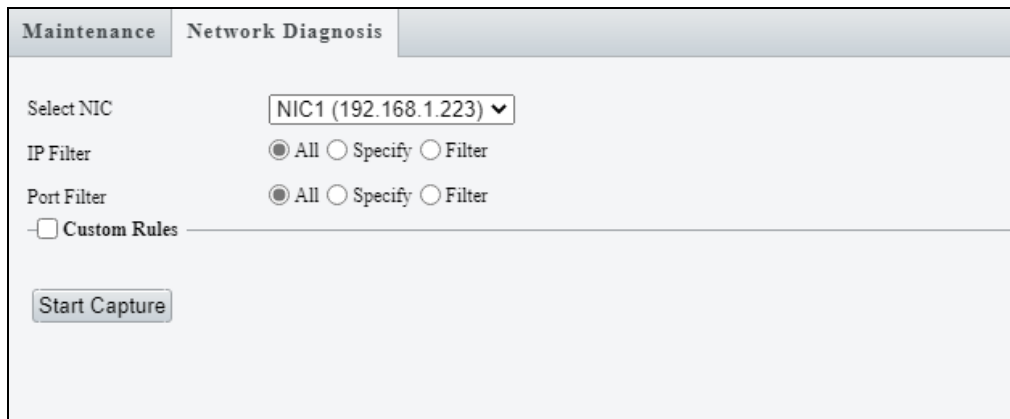 Maintenance Network Diagnosis
Select NIC NIC1 (192.168.1.223)
IP Filter All Specify Filter
Port Filter All Specify Filter
Custom Rules
Start Capture